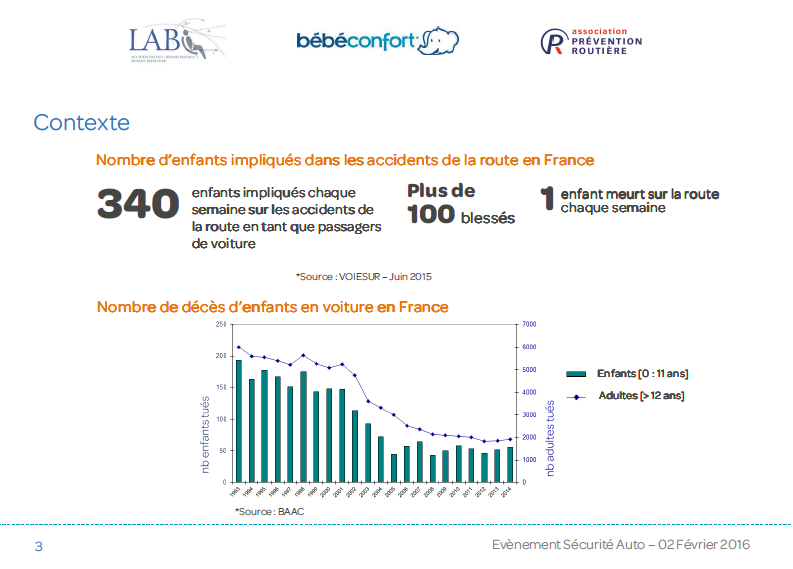 LAB
ACCIDENTOLOGY, BIOMECHANICS,
HUMAN BEHAVIOR
bébéconfort
association
PRÉVENTION
ROUTIÈRE
Contexte
Nombre d'enfants impliqués dans les accidents de la route en France
340 enfants impliqués chaque
semaine sur les accidents de
la route en tant que passagers
de voiture
Plus de
100 blessés
1 enfant meurt sur la route
chaque semaine
*Source : VOIESUR – Juin 2015
Nombre de décès d'enfants en voiture en France
250
200
150
100
50
0
nb enfants tués
7000
6000
5000
4000
3000
2000
1000
0
nb adultes tués
1993 1994 1995 1996 1997 1998 1999 2000 2001 2002 2003 2004 2005 2006 2007 2008 2009 2010 2011 2012 2013 2014
Enfants [0 : 11 ans]
Adultes [> 12 ans]
*Source : BAAC
3
Evènement Sécurité Auto – 02 Février 2016